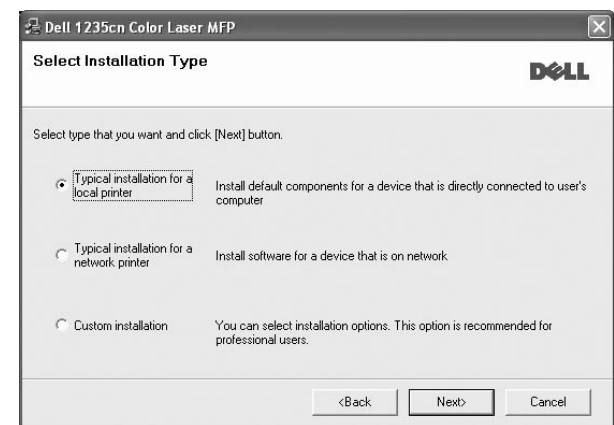 Dell 1235cn Color Laser MFP
Select Installation Type
DELL
Select type that you want and click [Next] button.
Typical installation for a
local printer
Install default components for a device that is directly connected to user's
computer
Typical installation for a
network printer
Install software for a device that is on network
Custom installation
You can select installation options. This option is recommended for
professional users.
<Back
Next>
Cancel